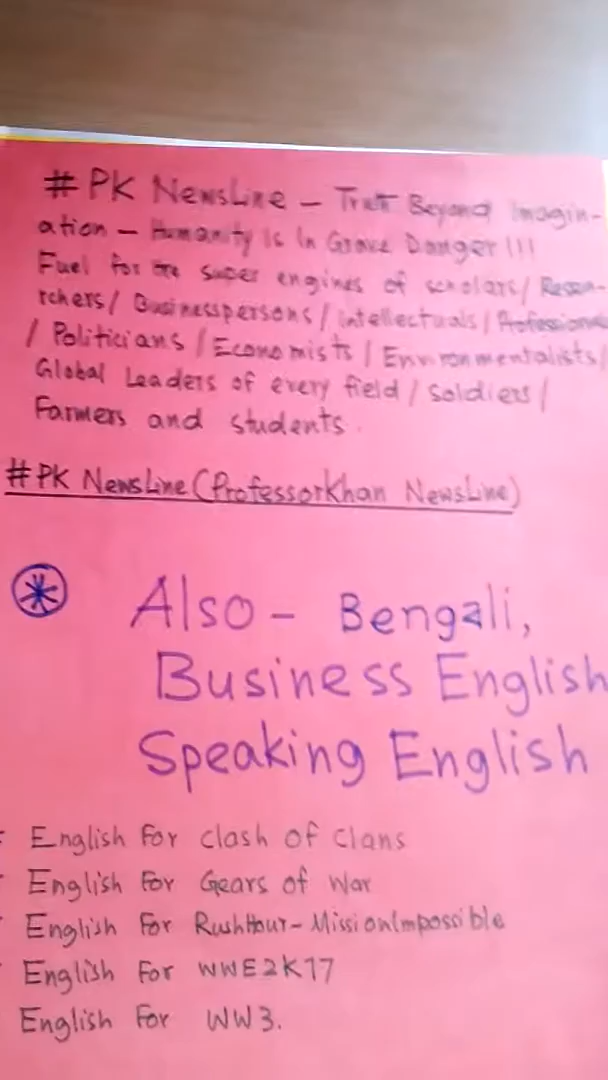 # PK NewsLine – Truth Beyond Imagin-
ation – Humanity Is In Grave Danger!!!
Fuel for the super engines of scholars/ Resea-
rchers/ Businesspersons/ intellectuals/ Professionals
/ Politicians / Economists / Environmentalists/
Global Leaders of every field / soldiers/
Farmers and students.
#PK NewsLine (ProfessorKhan NewsLine)
Also – Bengali,
Business English
Speaking English
English For clash of clans
English For Gears of War
English For RushHour-MissionImpossible
English For WWE2K17
English For WW3.